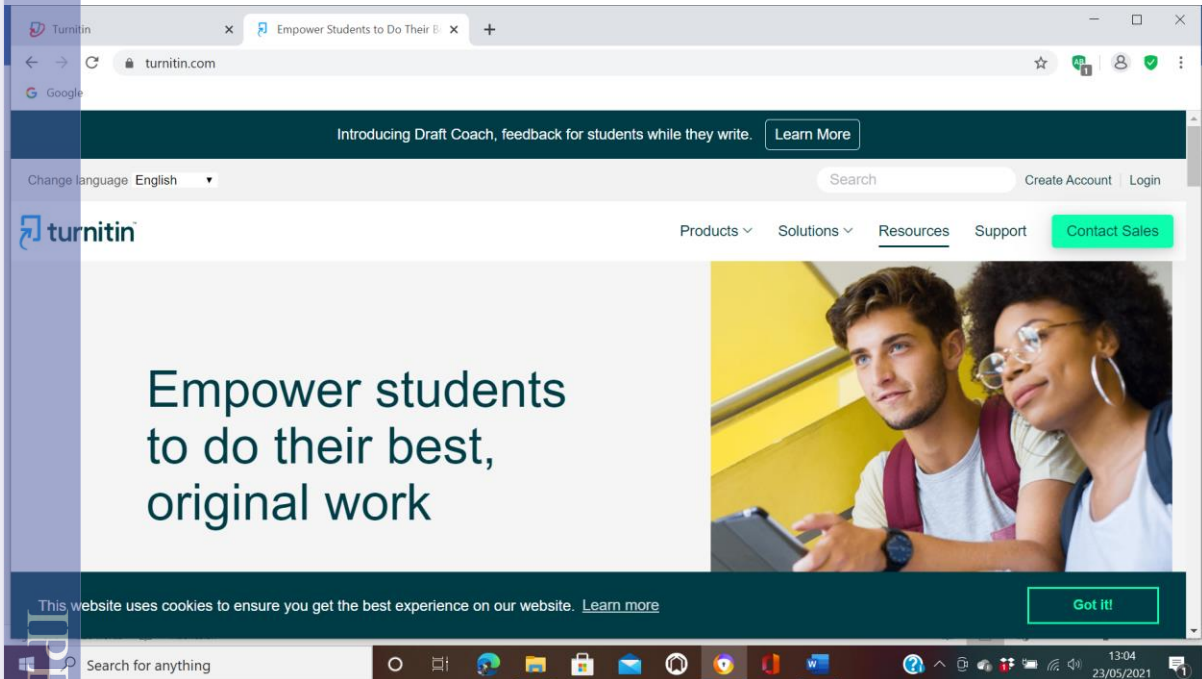 Turnitin
Empower Students to Do Their B
turnitin.com
Google
Introducing Draft Coach, feedback for students while they write. Learn More
Change language English Search Create Account Login
turnitin Products Solutions Resources Support Contact Sales
Empower students
to do their best,
original work
This website uses cookies to ensure you get the best experience on our website. Learn more Got it!
Search for anything
13:04
23/05/2021